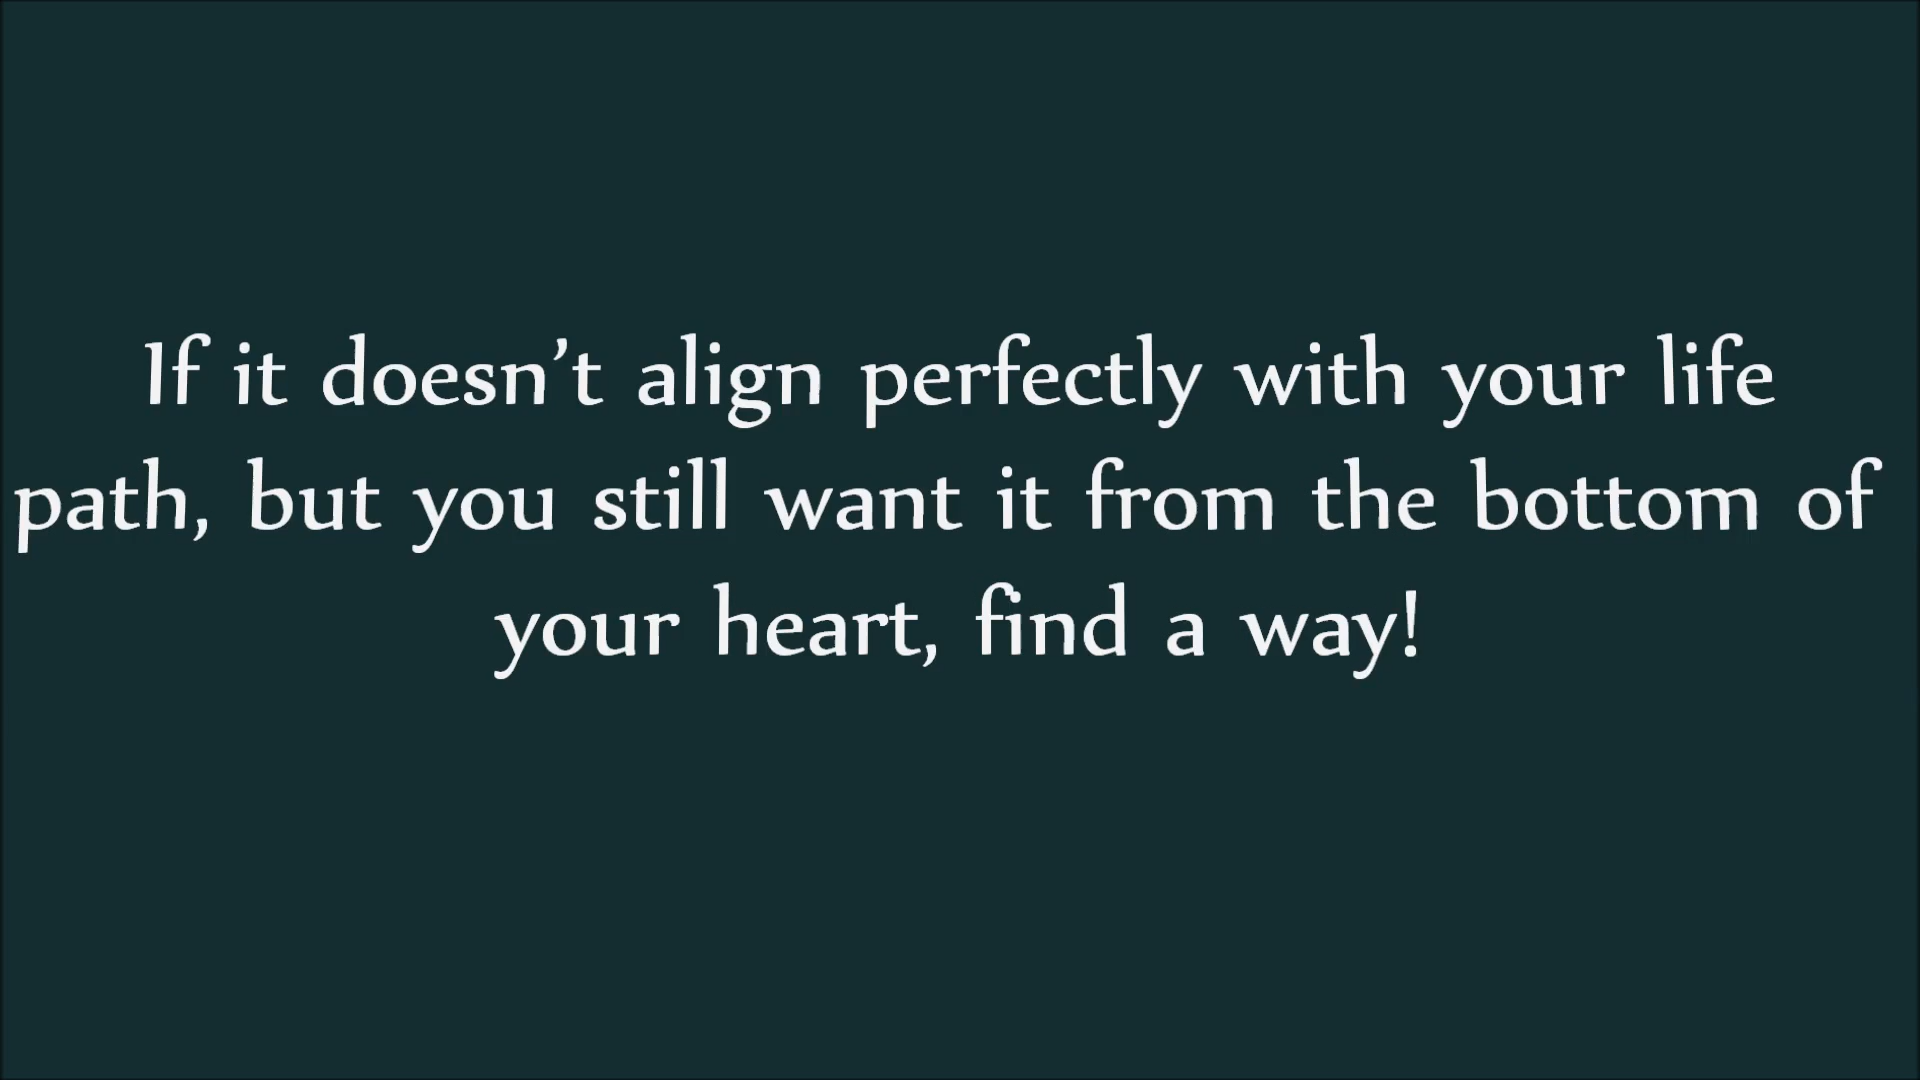 If it doesn’t align perfectly with your life
path, but you still want it from the bottom of
your heart, find a way!